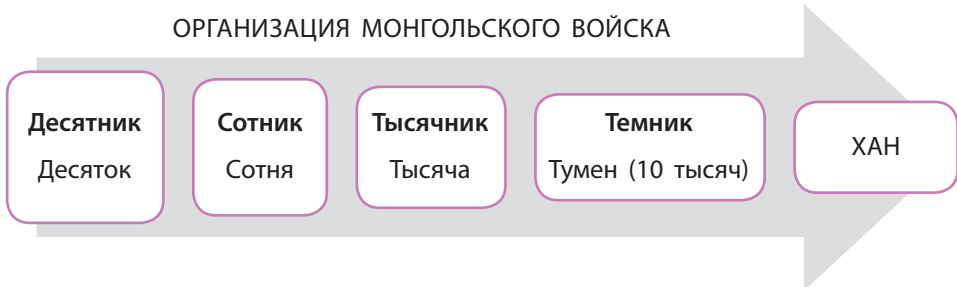 ОРГАНИЗАЦИЯ МОНГОЛЬСКОГО ВОЙСКА
Десятник
Десяток
Сотник
Сотня
Тысячник
Тысяча
Темник
Тумен (10 тысяч)
ХАН